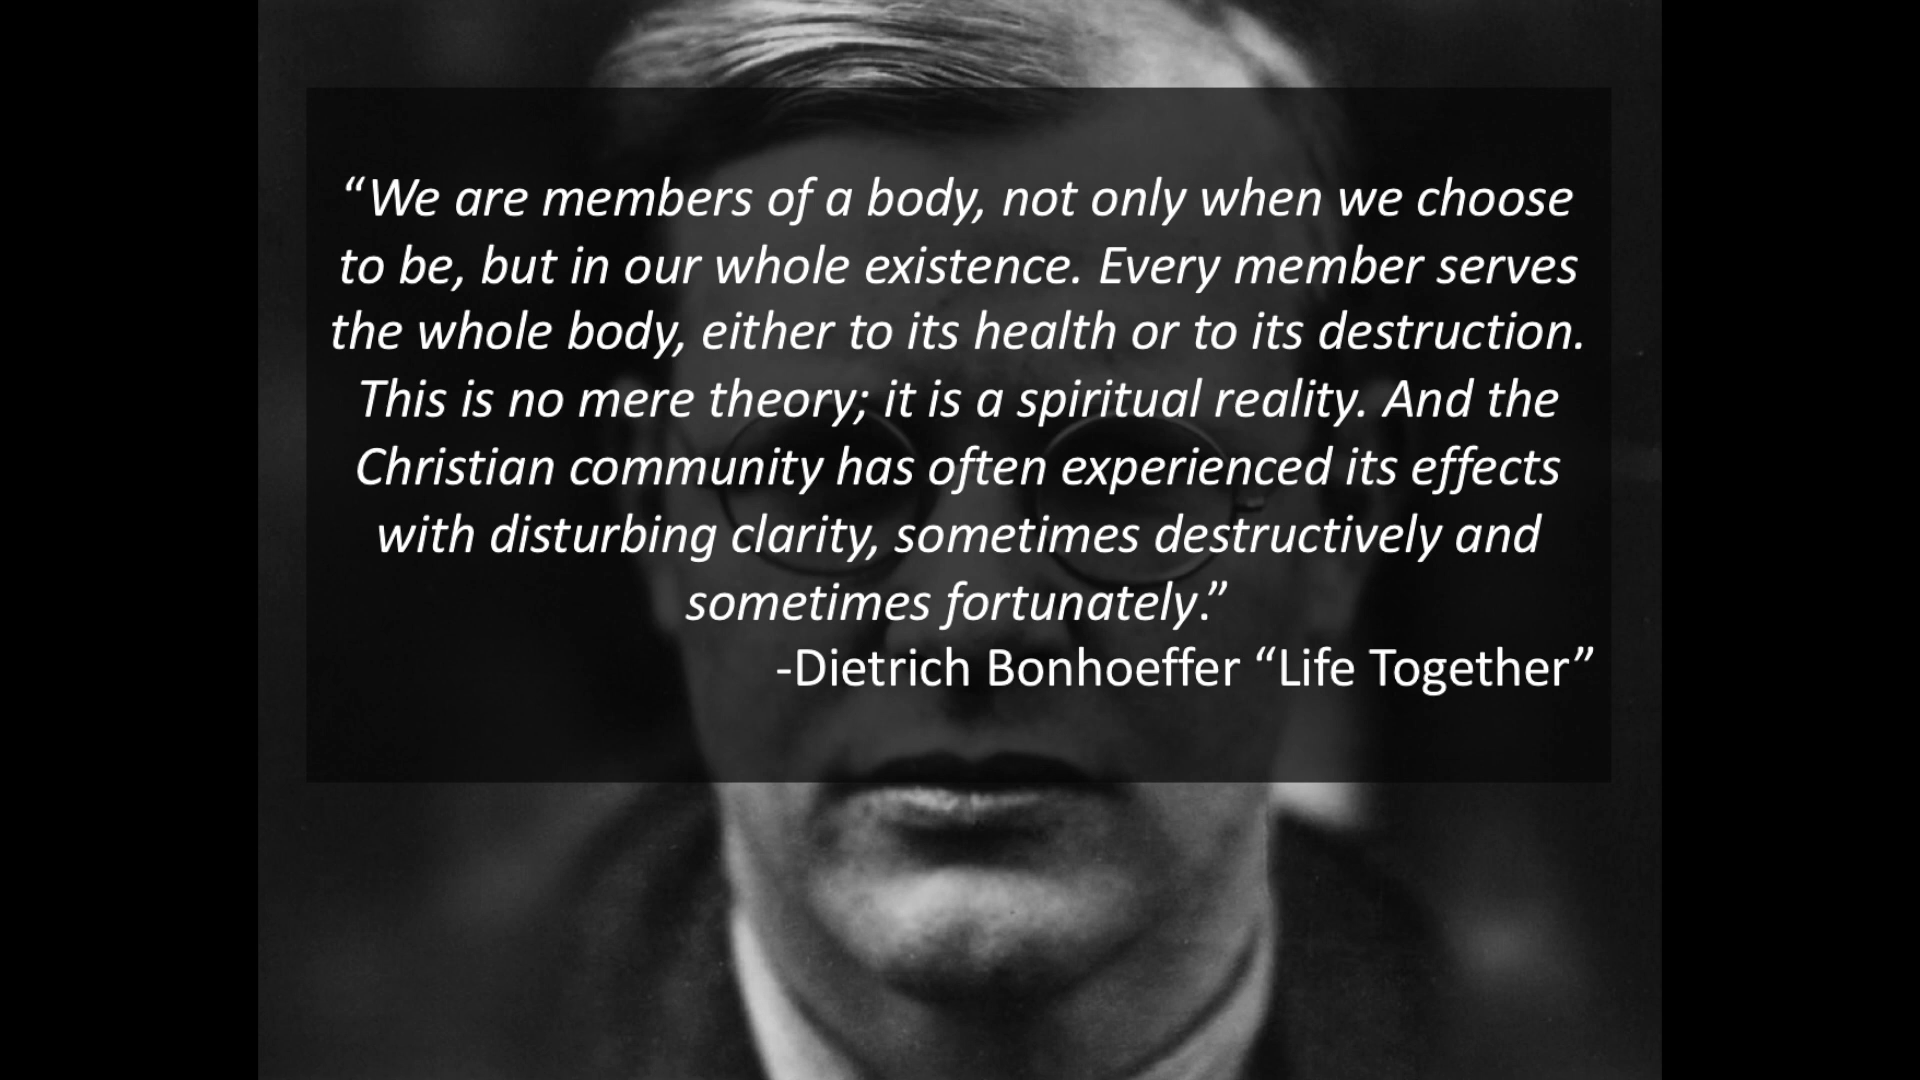 “We are members of a body, not only when we choose
to be, but in our whole existence. Every member serves
the whole body, either to its health or to its destruction.
This is no mere theory; it is a spiritual reality. And the
Christian community has often experienced its effects
with disturbing clarity, sometimes destructively and
sometimes fortunately.”
-Dietrich Bonhoeffer “Life Together”